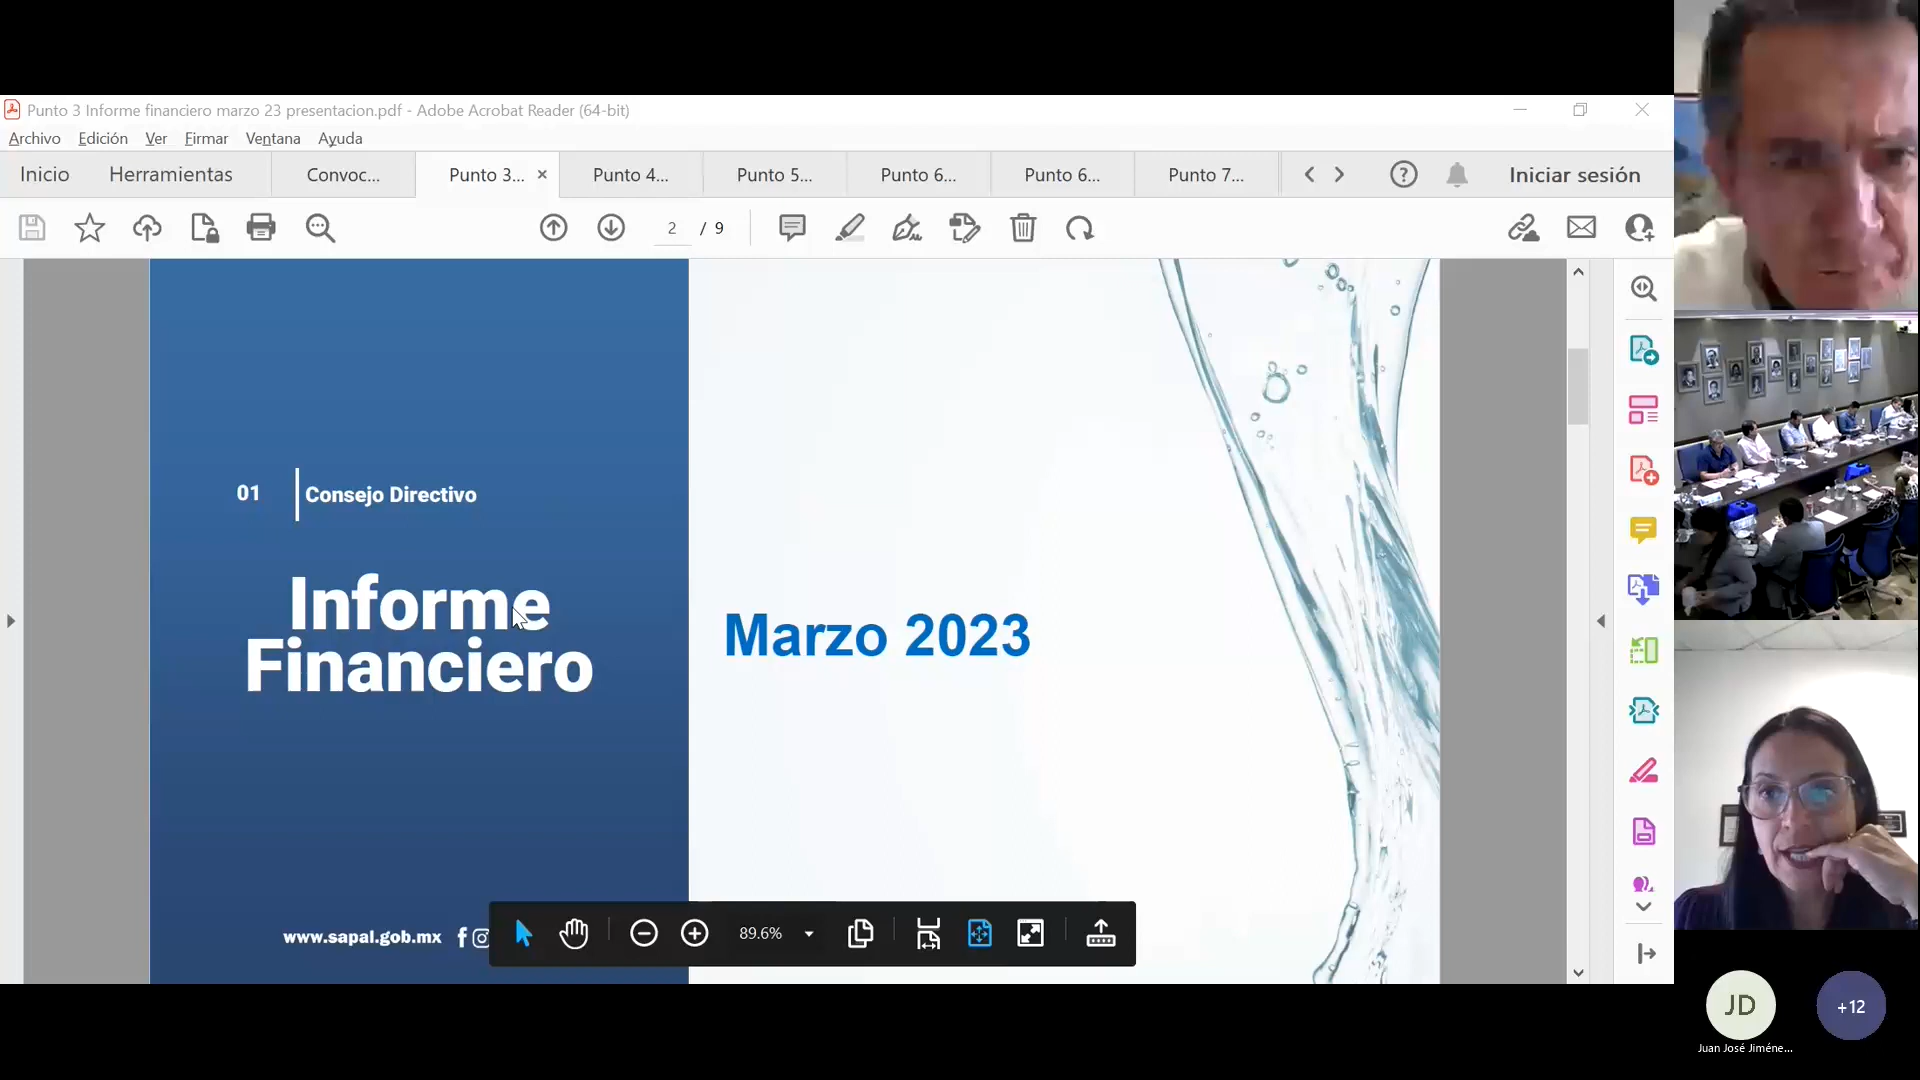 Punto 3 Informe financiero marzo 23 presentacion.pdf - Adobe Acrobat Reader (64-bit)
Archivo Edición Ver Firmar Ventana Ayuda
Inicio Herramientas Convoc... Punto 3... Punto 4... Punto 5... Punto 6... Punto 6... Punto 7... Iniciar sesión
2 / 9
01 Consejo Directivo
Informe
Financiero
Marzo 2023
www.sapal.gob.mx
89.6%
JD
+12
Juan José Jiméne...